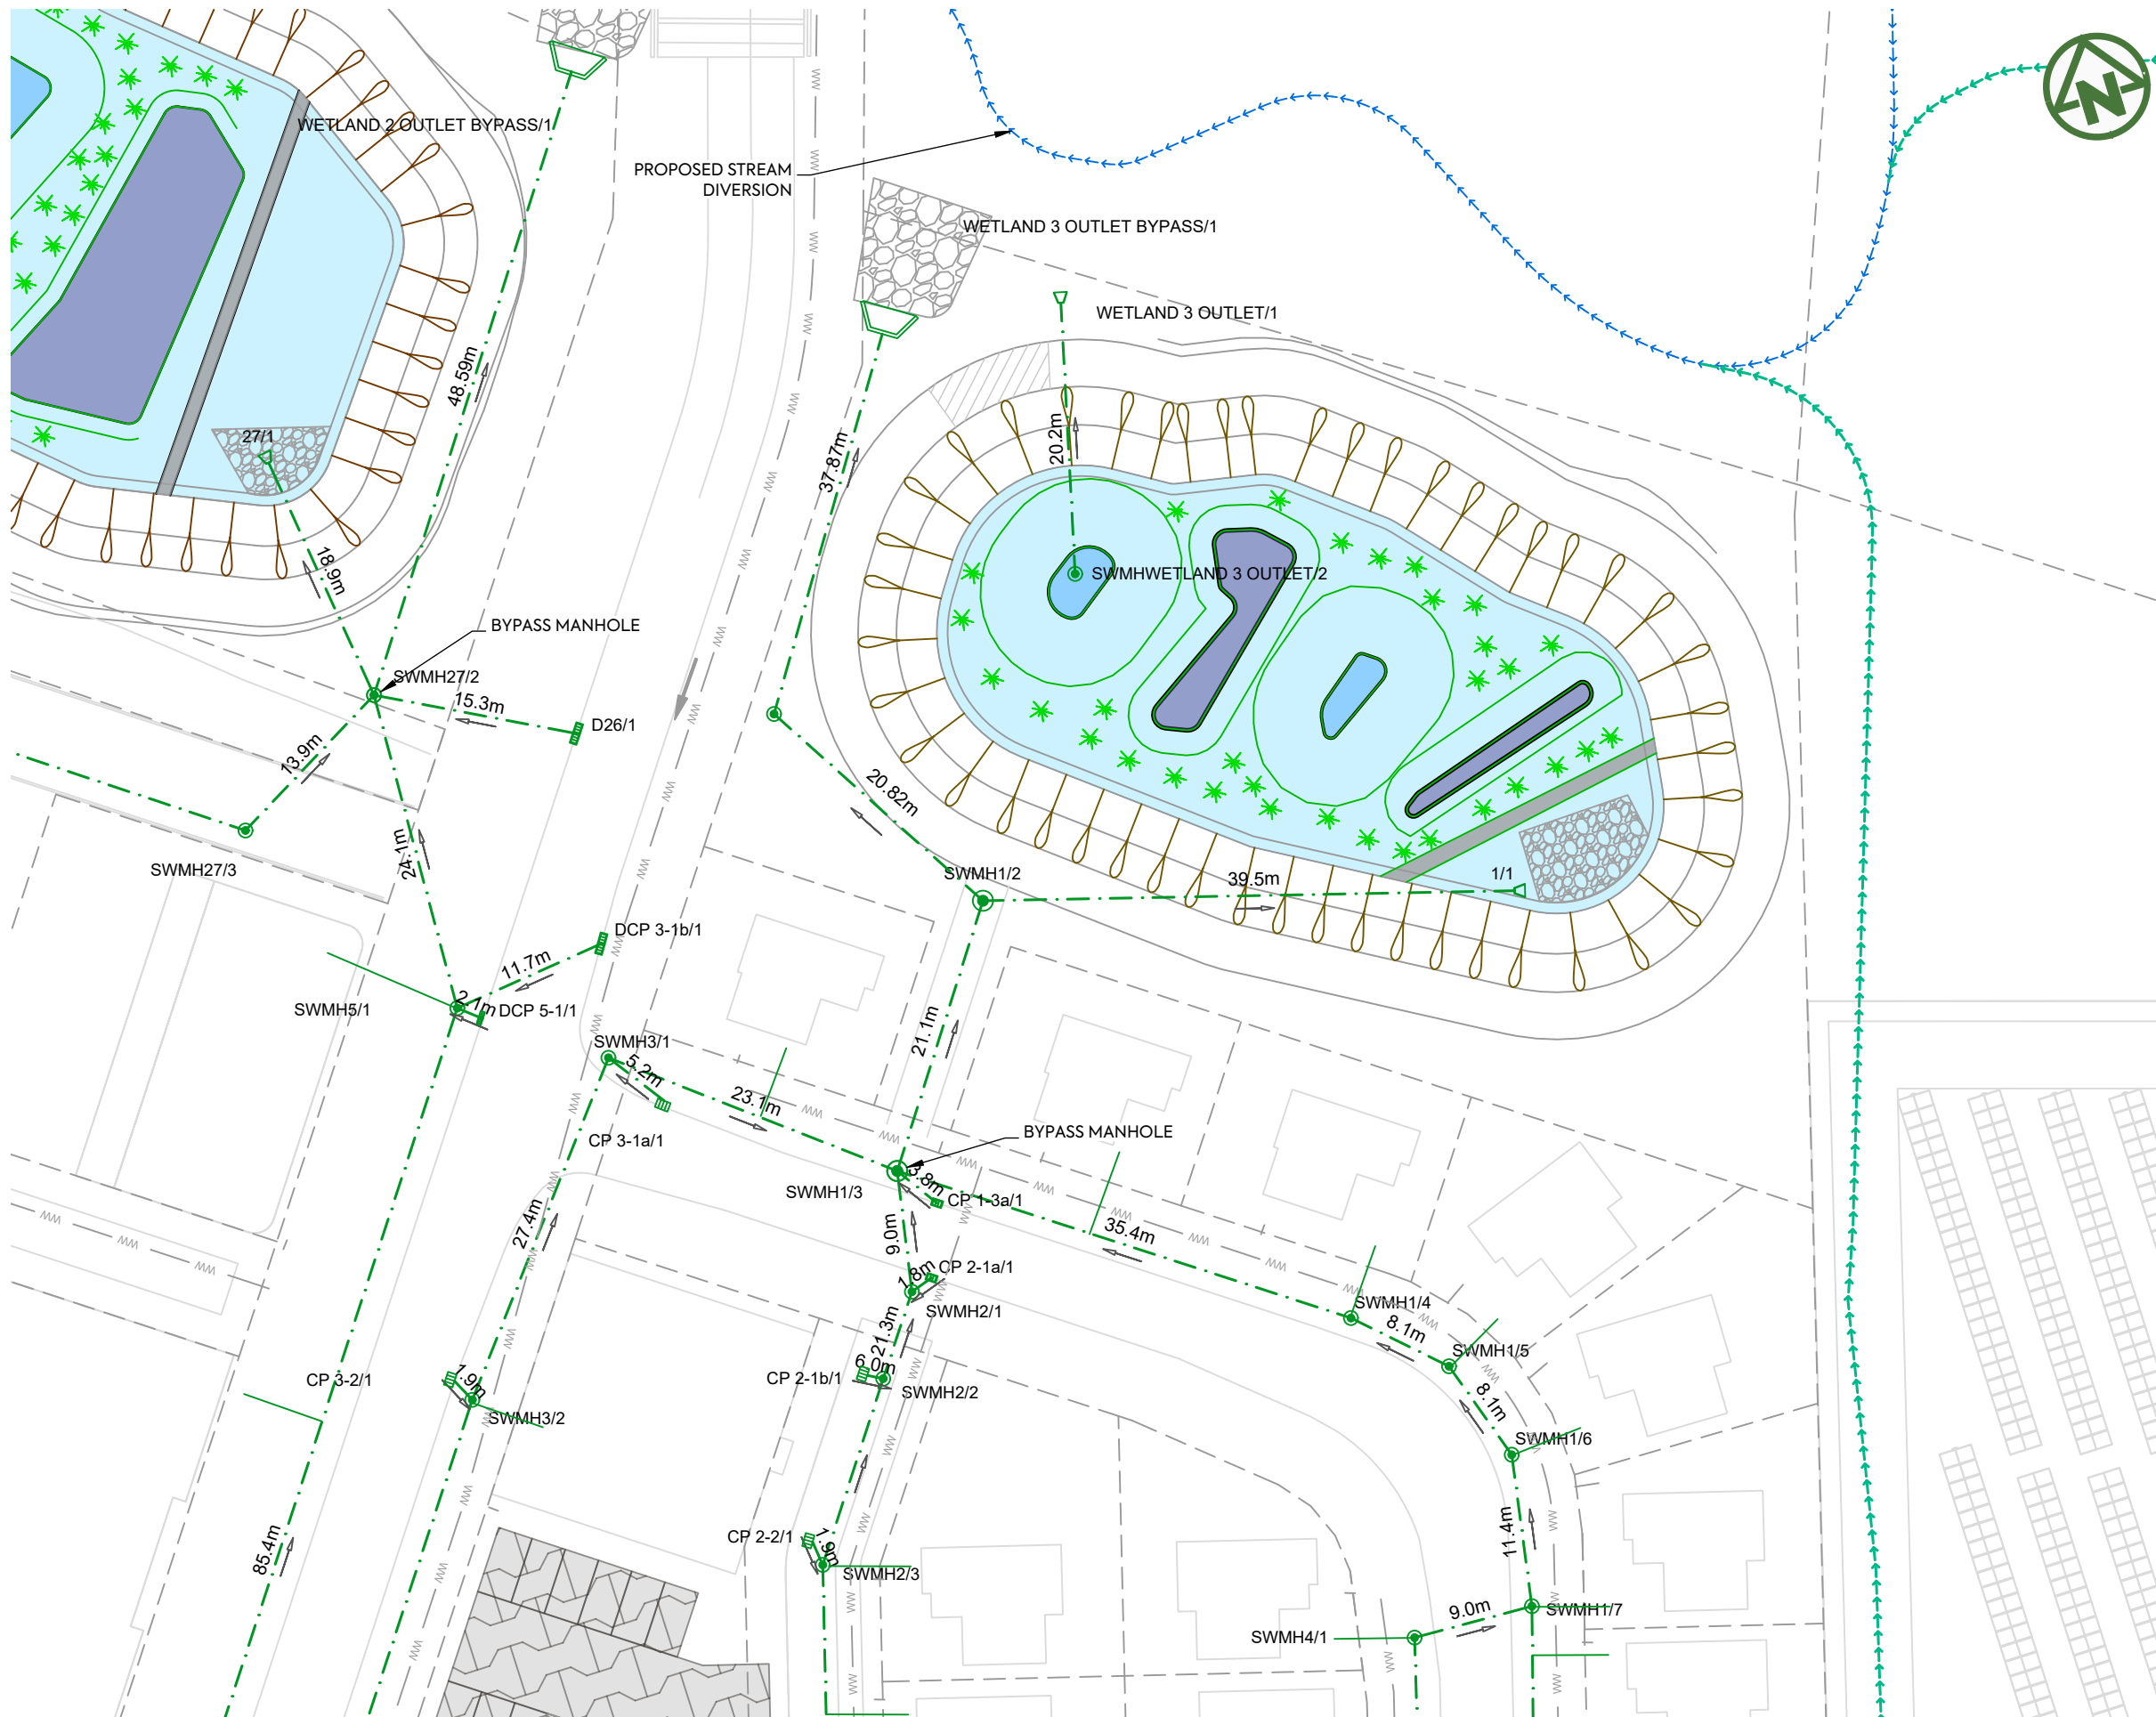 N
WETLAND 2 OUTLET BYPASS/1
PROPOSED STREAM
DIVERSION
WETLAND 3 OUTLET BYPASS/1
WETLAND 3 OUTLET/1
48.59m
27/1
37.87m
20.2m
18.9m
SWMHWETLAND 3 OUTLET/2
BYPASS MANHOLE
SWMH27/2
15.3m
D26/1
13.9m
20.82m
24.1m
SWMH27/3
SWMH1/2
39.5m
1/1
DCP 3-1b/1
11.7m
2.1m
SWMH5/1
DCP 5-1/1
21.1m
SWMH3/1
5.2m
23.1m
CP 3-1a/1
BYPASS MANHOLE
3.8m
SWMH1/3
CP 1-3a/1
27.4m
9.0m
35.4m
CP 2-1a/1
1.8m
SWMH2/1
SWMH1/4
8.1m
21.3m
SWMH1/5
6.0m
CP 3-2/1
1.9m
CP 2-1b/1
SWMH2/2
8.1m
SWMH3/2
SWMH1/6
85.4m
CP 2-2/1
1.9m
SWMH2/3
11.4m
9.0m
SWMH1/7
SWMH4/1